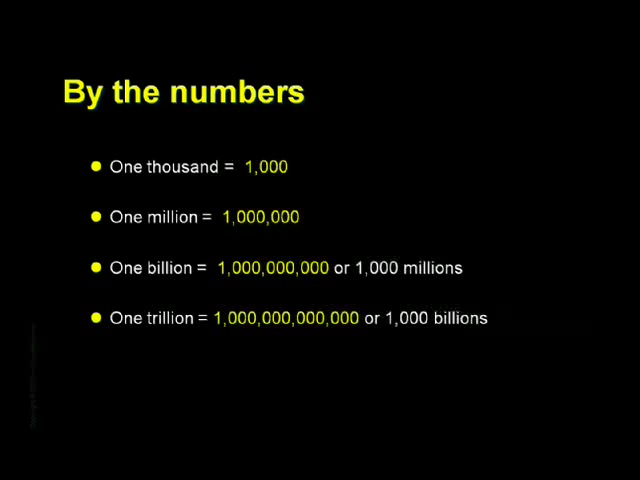 By the numbers
One thousand = 1,000
One million = 1,000,000
One billion = 1,000,000,000 or 1,000 millions
One trillion = 1,000,000,000,000 or 1,000 billions